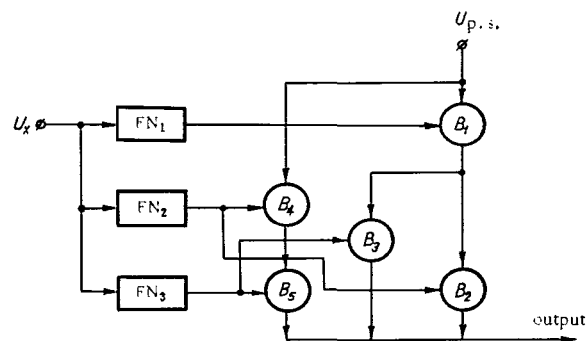 U_p. s.
U_x
FN_1
B_1
FN_2
B_4
B_3
FN_3
B_5
B_2
output